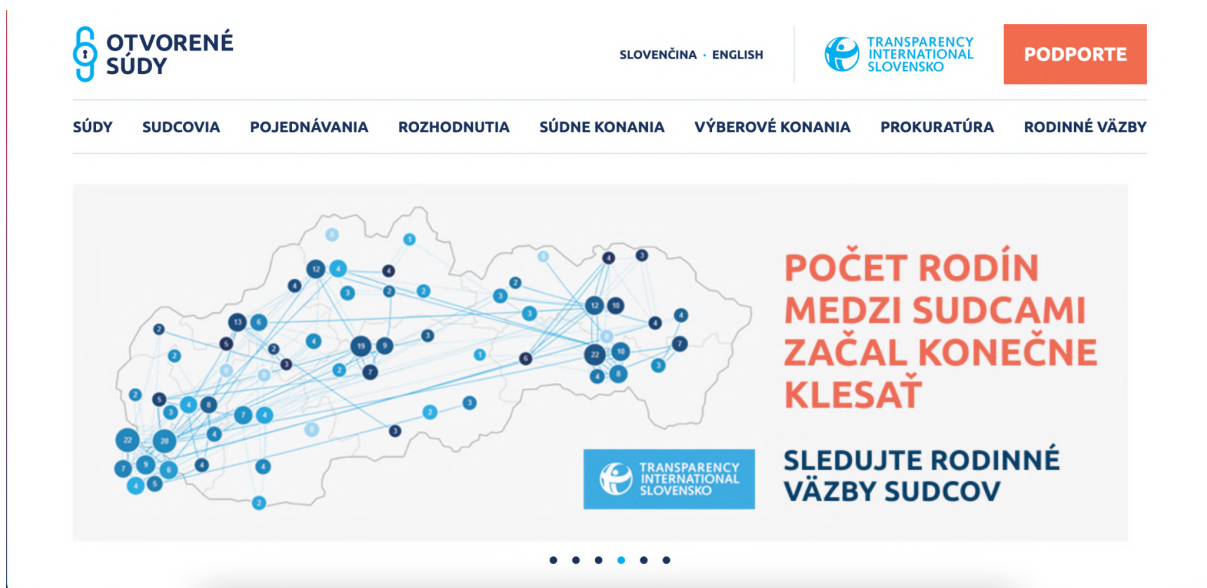 OTVORENÉ
SÚDY
SLOVENČINA · ENGLISH
TRANSPARENCY
INTERNATIONAL
SLOVENSKO
PODPORTE
SÚDY SUDCOVIA POJEDNÁVANIA ROZHODNUTIA SÚDNE KONANIA VÝBEROVÉ KONANIA PROKURATÚRA RODINNÉ VÄZBY
POČET RODÍN
MEDZI SUDCAMI
ZAČAL KONEČNE
KLESAŤ
SLEDUJTE RODINNÉ
VÄZBY SUDCOV
TRANSPARENCY
INTERNATIONAL
SLOVENSKO